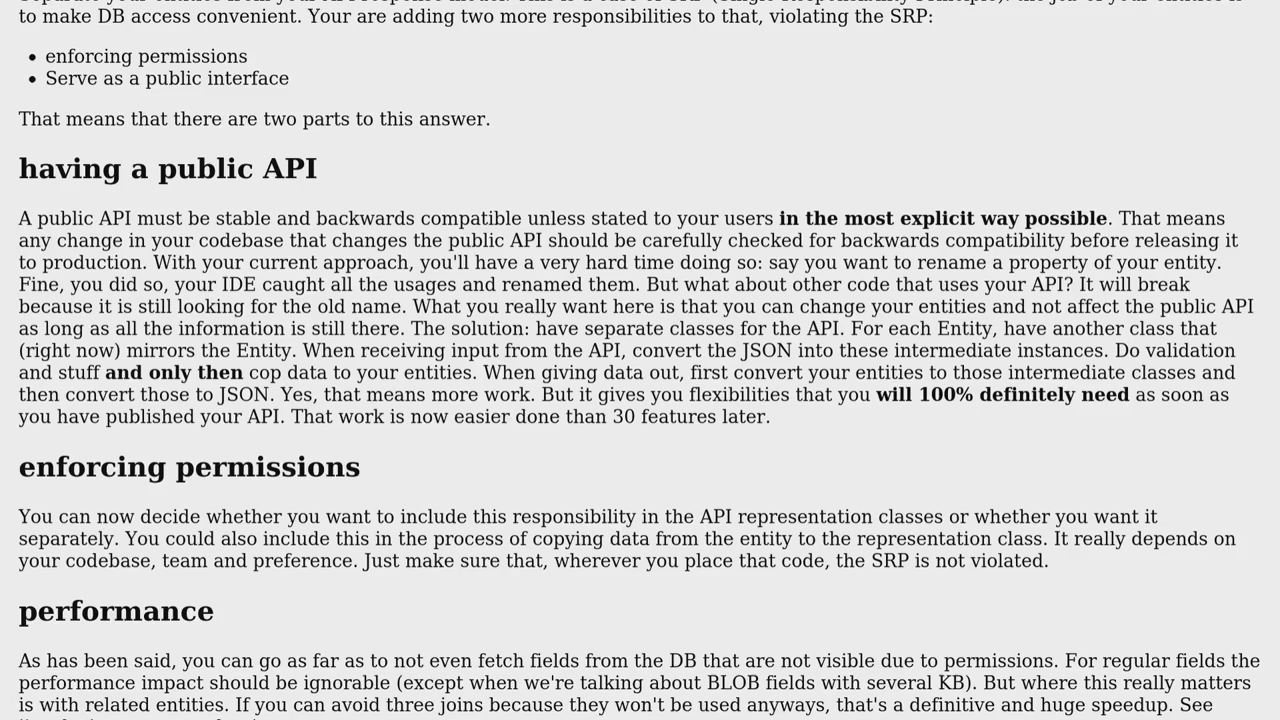 to make DB access convenient. Your are adding two more responsibilities to that, violating the SRP:
• enforcing permissions
• Serve as a public interface
That means that there are two parts to this answer.
having a public API
A public API must be stable and backwards compatible unless stated to your users in the most explicit way possible. That means
any change in your codebase that changes the public API should be carefully checked for backwards compatibility before releasing it
to production. With your current approach, you'll have a very hard time doing so: say you want to rename a property of your entity.
Fine, you did so, your IDE caught all the usages and renamed them. But what about other code that uses your API? It will break
because it is still looking for the old name. What you really want here is that you can change your entities and not affect the public API
as long as all the information is still there. The solution: have separate classes for the API. For each Entity, have another class that
(right now) mirrors the Entity. When receiving input from the API, convert the JSON into these intermediate instances. Do validation
and stuff and only then cop data to your entities. When giving data out, first convert your entities to those intermediate classes and
then convert those to JSON. Yes, that means more work. But it gives you flexibilities that you will 100% definitely need as soon as
you have published your API. That work is now easier done than 30 features later.
enforcing permissions
You can now decide whether you want to include this responsibility in the API representation classes or whether you want it
separately. You could also include this in the process of copying data from the entity to the representation class. It really depends on
your codebase, team and preference. Just make sure that, wherever you place that code, the SRP is not violated.
performance
As has been said, you can go as far as to not even fetch fields from the DB that are not visible due to permissions. For regular fields the
performance impact should be ignorable (except when we're talking about BLOB fields with several KB). But where this really matters
is with related entities. If you can avoid three joins because they won't be used anyways, that's a definitive and huge speedup. See